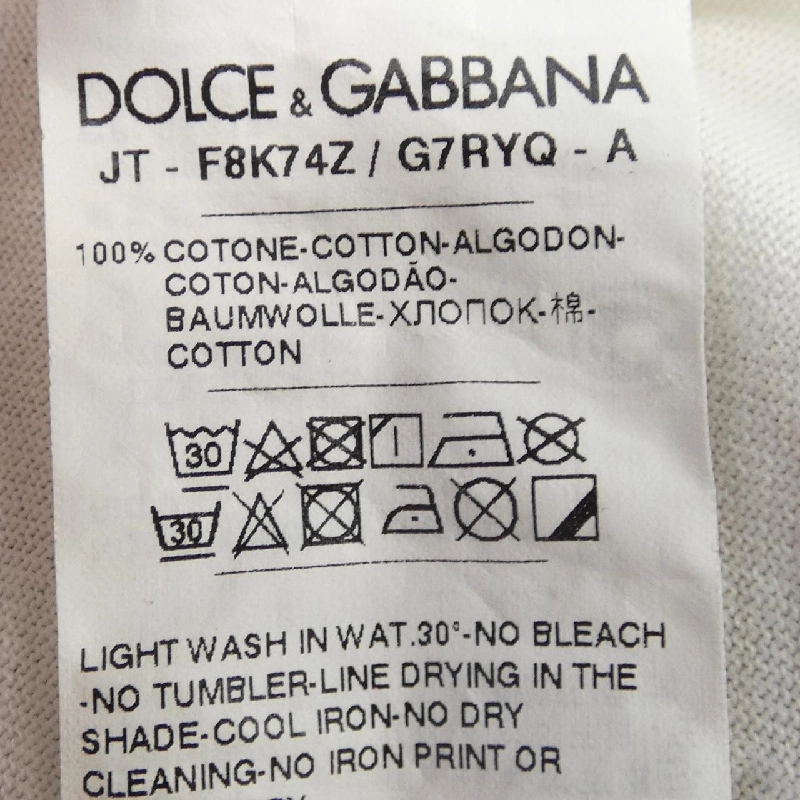 DOLCE & GABBANA
JT - F8K74Z / G7RYQ - A
100% COTONE-COTTON-ALGODON-
COTON-ALGODÃO-
BAUMWOLLE-ХЛОПОК-棉-
COTTON
30
30
LIGHT WASH IN WAT.30°-NO BLEACH
-NO TUMBLER-LINE DRYING IN THE
SHADE-COOL IRON-NO DRY
CLEANING-NO IRON PRINT OR